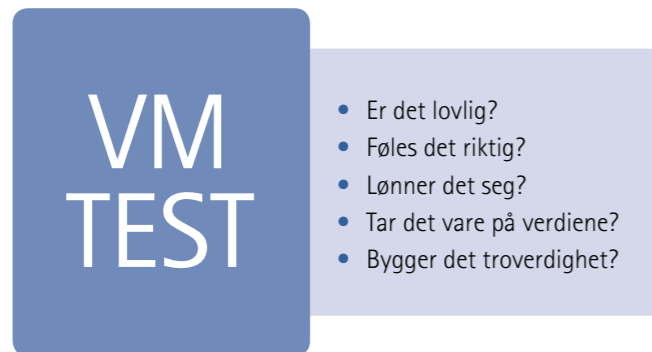 VM
TEST
• Er det lovlig?
• Føles det riktig?
• Lønner det seg?
• Tar det vare på verdiene?
• Bygger det troverdighet?